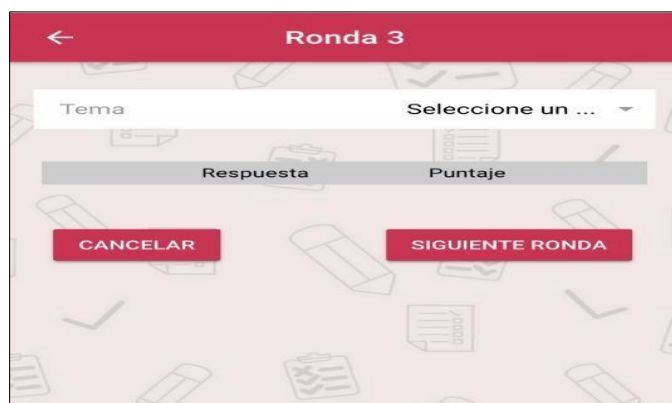 Ronda 3
Tema Seleccione un ...
Respuesta Puntaje
CANCELAR SIGUIENTE RONDA